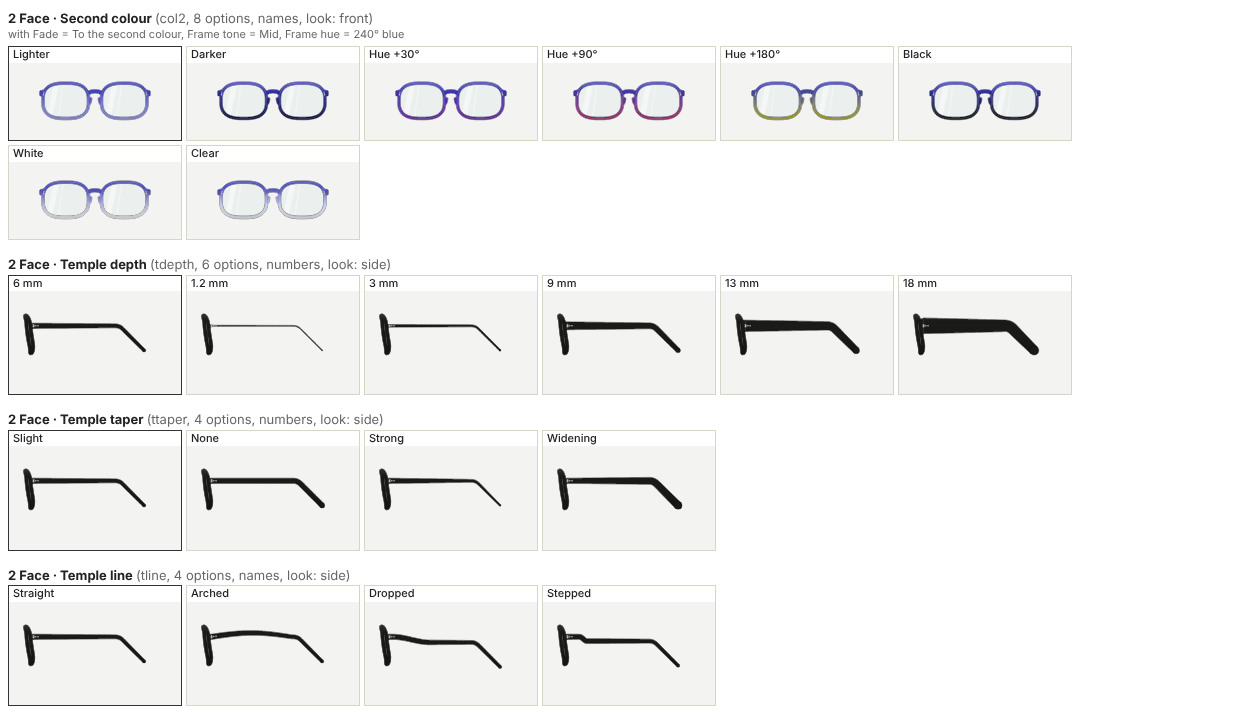 2 Face · Second colour (col2, 8 options, names, look: front)
with Fade = To the second colour, Frame tone = Mid, Frame hue = 240° blue
Lighter
Darker
Hue +30°
Hue +90°
Hue +180°
Black
White
Clear
2 Face · Temple depth (tdepth, 6 options, numbers, look: side)
6 mm
1.2 mm
3 mm
9 mm
13 mm
18 mm
2 Face · Temple taper (ttaper, 4 options, numbers, look: side)
Slight
None
Strong
Widening
2 Face · Temple line (tline, 4 options, names, look: side)
Straight
Arched
Dropped
Stepped